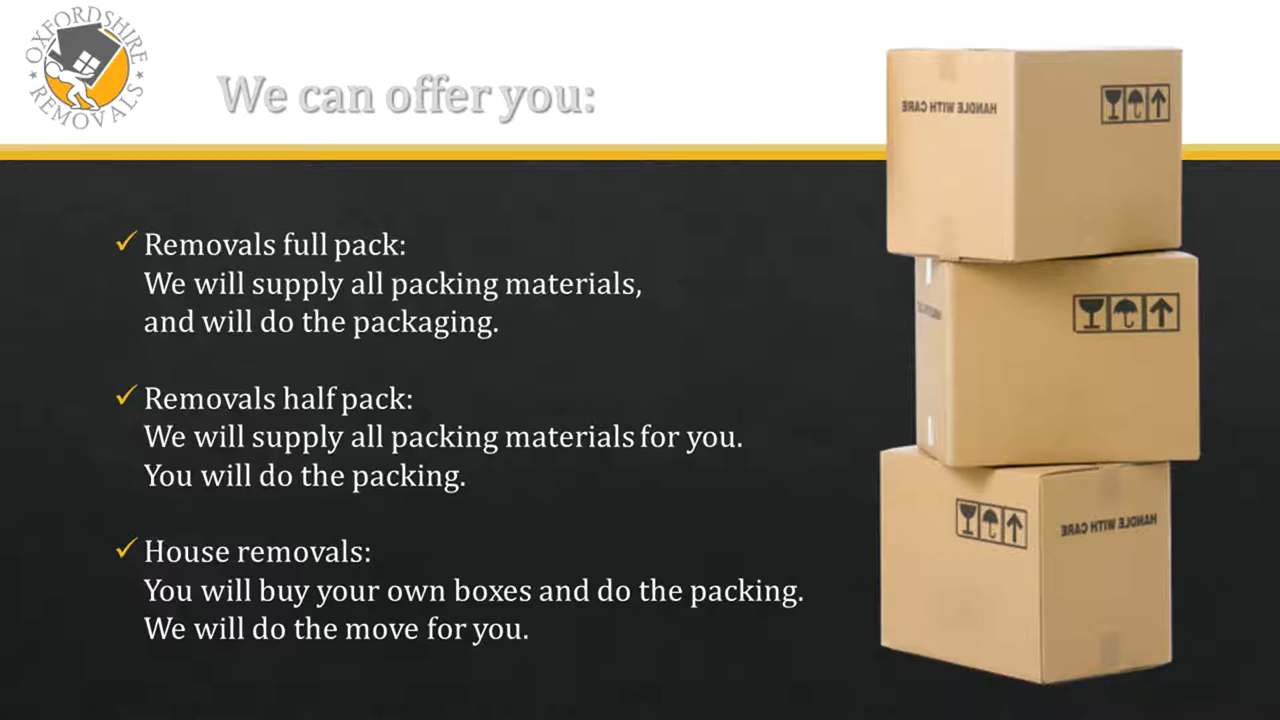 OXFORDSHIRE
REMOVALS
We can offer you:
✓ Removals full pack:
We will supply all packing materials,
and will do the packaging.
✓ Removals half pack:
We will supply all packing materials for you.
You will do the packing.
✓ House removals:
You will buy your own boxes and do the packing.
We will do the move for you.
HANDLE WITH CARE
HANDLE WITH CARE